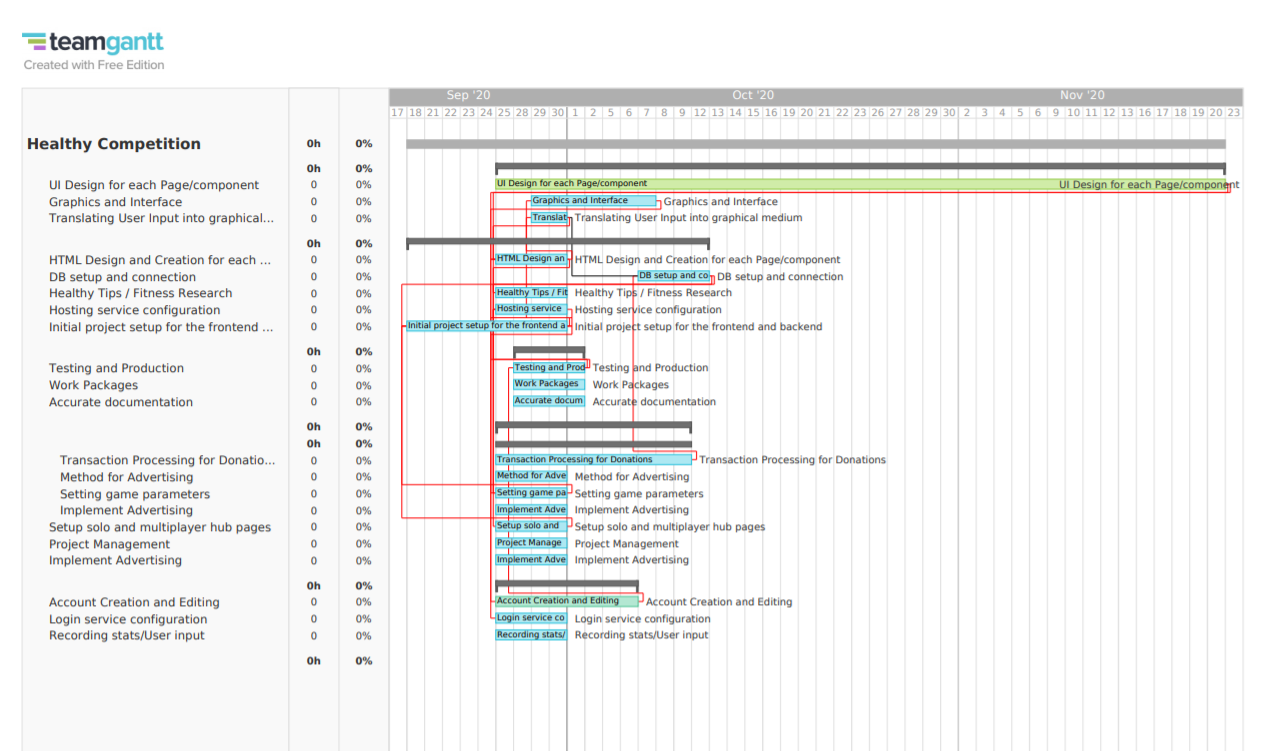 teamgantt
Created with Free Edition
Sep '20 Oct '20 Nov '20
17 18 21 22 23 24 25 28 29 30 1 2 5 6 7 8 9 12 13 14 15 16 19 20 21 22 23 26 27 28 29 30 2 3 4 5 6 9 10 11 12 13 16 17 18 19 20 23
Healthy Competition 0h 0%
0h 0%
UI Design for each Page/component 0 0% UI Design for each Page/component UI Design for each Page/component
Graphics and Interface 0 0% Graphics and Interface Graphics and Interface
Translating User Input into graphical... 0 0% Translat Translating User Input into graphical medium
0h 0%
HTML Design and Creation for each ... 0 0% HTML Design an HTML Design and Creation for each Page/component
DB setup and connection 0 0% DB setup and co DB setup and connection
Healthy Tips / Fitness Research 0 0% Healthy Tips / Fit Healthy Tips / Fitness Research
Hosting service configuration 0 0% Hosting service Hosting service configuration
Initial project setup for the frontend ... 0 0% Initial project setup for the frontend a Initial project setup for the frontend and backend
0h 0%
Testing and Production 0 0% Testing and Prod Testing and Production
Work Packages 0 0% Work Packages Work Packages
Accurate documentation 0 0% Accurate docum Accurate documentation
0h 0%
0h 0%
Transaction Processing for Donatio... 0 0% Transaction Processing for Donations Transaction Processing for Donations
Method for Advertising 0 0% Method for Adve Method for Advertising
Setting game parameters 0 0% Setting game pa Setting game parameters
Implement Advertising 0 0% Implement Adve Implement Advertising
Setup solo and multiplayer hub pages 0 0% Setup solo and Setup solo and multiplayer hub pages
Project Management 0 0% Project Manage Project Management
Implement Advertising 0 0% Implement Adve Implement Advertising
0h 0%
Account Creation and Editing 0 0% Account Creation and Editing Account Creation and Editing
Login service configuration 0 0% Login service co Login service configuration
Recording stats/User input 0 0% Recording stats/ Recording stats/User input
0h 0%